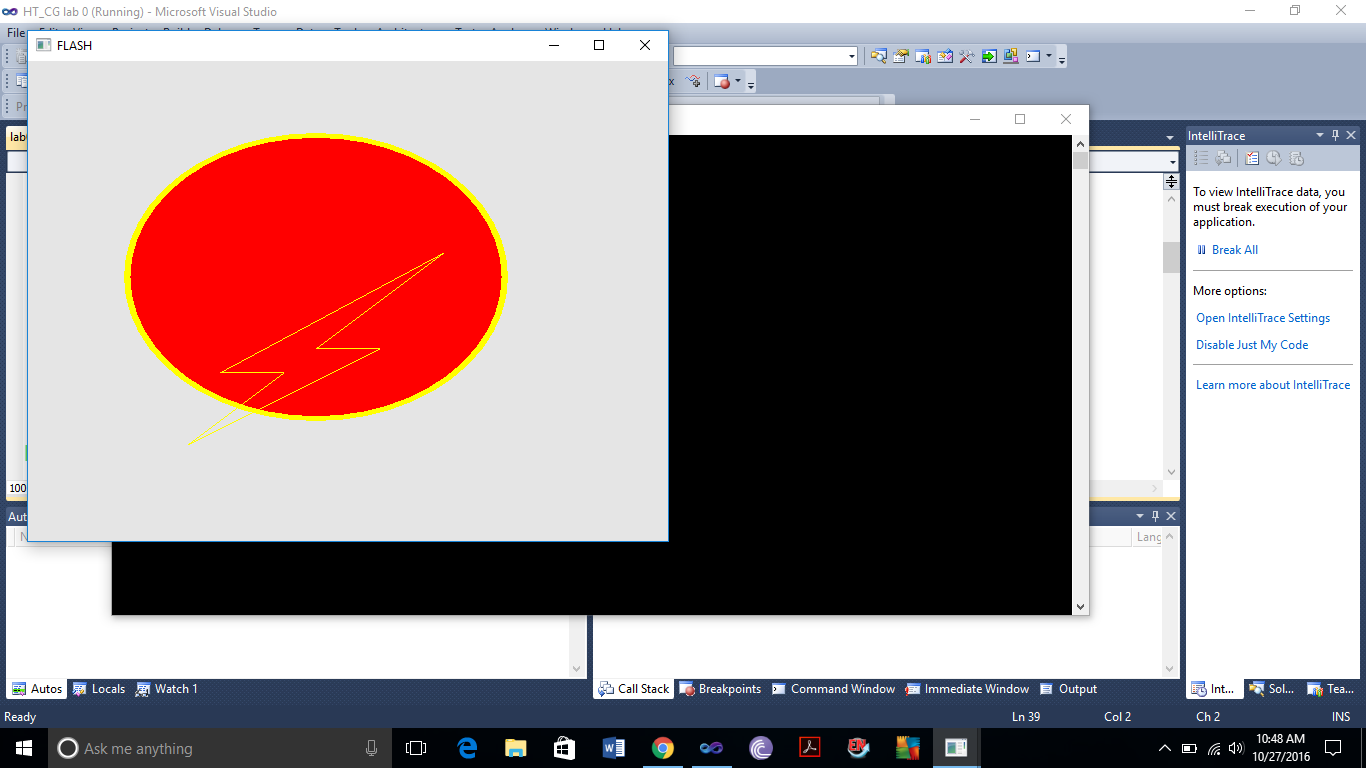 HT_CG lab 0 (Running) - Microsoft Visual Studio
File
FLASH
Pr
lab
IntelliTrace
To view IntelliTrace data, you
must break execution of your
application.
Break All
More options:
Open IntelliTrace Settings
Disable Just My Code
Learn more about IntelliTrace
100
Aut
N
Lang
Autos Locals Watch 1
Call Stack Breakpoints Command Window Immediate Window Output
Int... Sol... Tea...
Ready Ln 39 Col 2 Ch 2 INS
Ask me anything
10:48 AM
10/27/2016